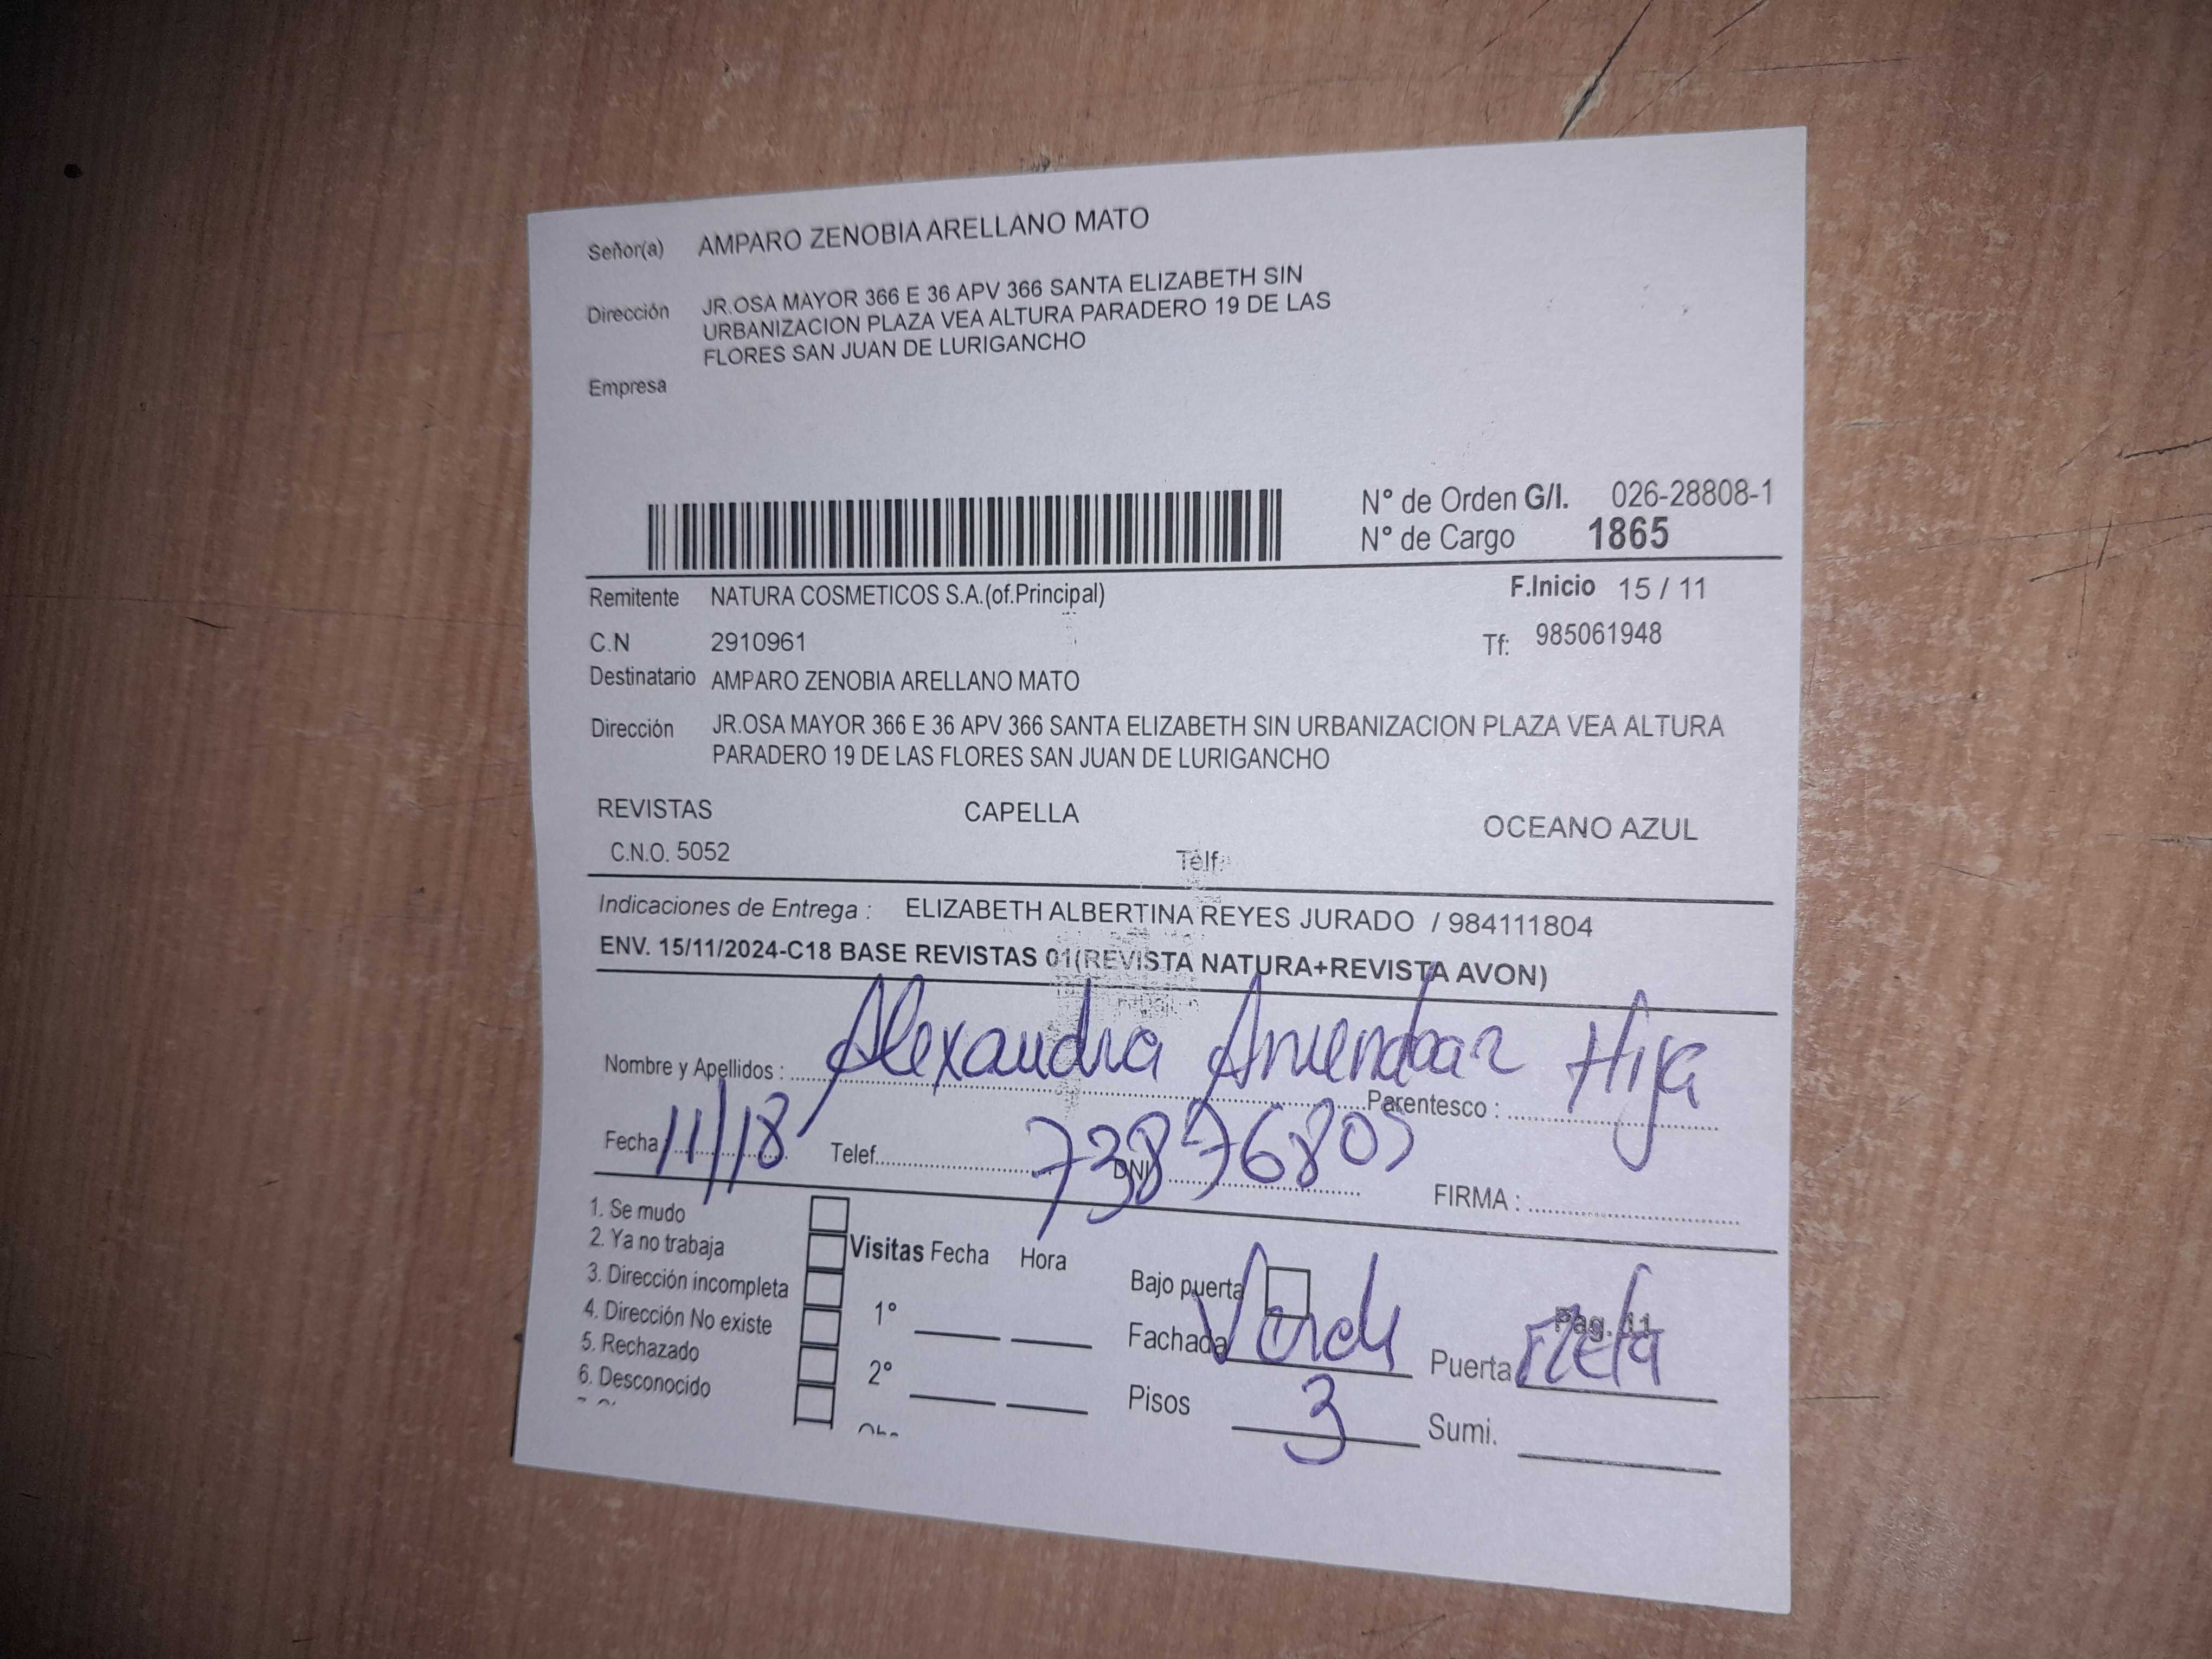 Señor(a) AMPARO ZENOBIA ARELLANO MATO
Dirección JR.OSA MAYOR 366 E 36 APV 366 SANTA ELIZABETH SIN
URBANIZACION PLAZA VEA ALTURA PARADERO 19 DE LAS
FLORES SAN JUAN DE LURIGANCHO
Empresa
N° de Orden G/I. 026-28808-1
N° de Cargo 1865
Remitente NATURA COSMETICOS S.A.(of.Principal) F.Inicio 15 / 11
C.N 2910961 Tf: 985061948
Destinatario AMPARO ZENOBIA ARELLANO MATO
Dirección JR.OSA MAYOR 366 E 36 APV 366 SANTA ELIZABETH SIN URBANIZACION PLAZA VEA ALTURA
PARADERO 19 DE LAS FLORES SAN JUAN DE LURIGANCHO
REVISTAS CAPELLA OCEANO AZUL
C.N.O. 5052 Telf.
Indicaciones de Entrega : ELIZABETH ALBERTINA REYES JURADO / 984111804
ENV. 15/11/2024-C18 BASE REVISTAS 01(REVISTA NATURA+REVISTA AVON)
Nombre y Apellidos : Alexandra Parentesco : Hija
Fecha 11/18 Telef. DNI 73876805 FIRMA :
1. Se mudo
2. Ya no trabaja Visitas Fecha Hora
3. Dirección incompleta Bajo puerta
4. Dirección No existe 1° Fachada Verde Puerta Pag. 11
5. Rechazado
6. Desconocido 2° Pisos 3 Sumi.